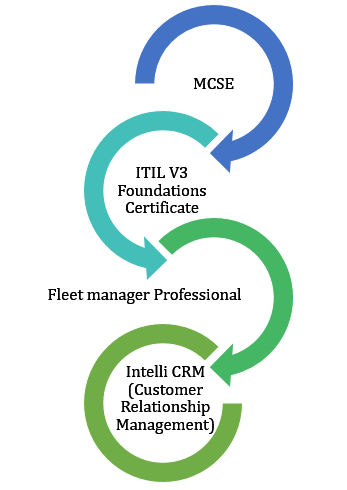 MCSE
ITIL V3
Foundations
Certificate
Fleet manager Professional
Intelli CRM
(Customer
Relationship
Management)